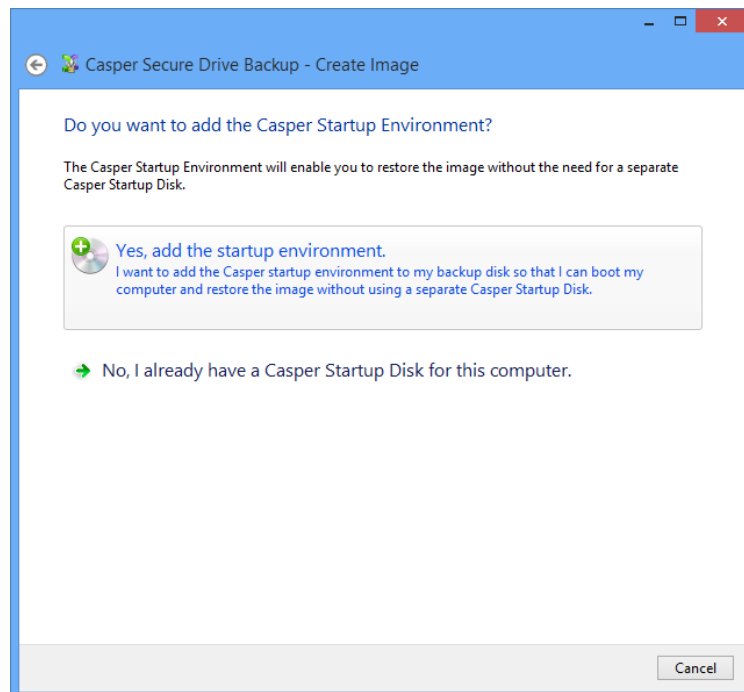 Casper Secure Drive Backup - Create Image
Do you want to add the Casper Startup Environment?
The Casper Startup Environment will enable you to restore the image without the need for a separate
Casper Startup Disk.
Yes, add the startup environment.
I want to add the Casper startup environment to my backup disk so that I can boot my
computer and restore the image without using a separate Casper Startup Disk.
No, I already have a Casper Startup Disk for this computer.
Cancel